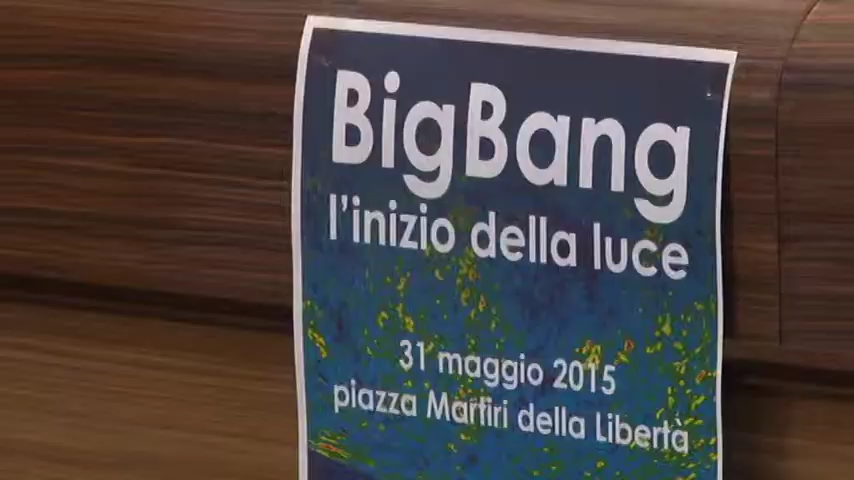 BigBang
l'inizio della luce
31 maggio 2015
piazza Martiri della Libertà